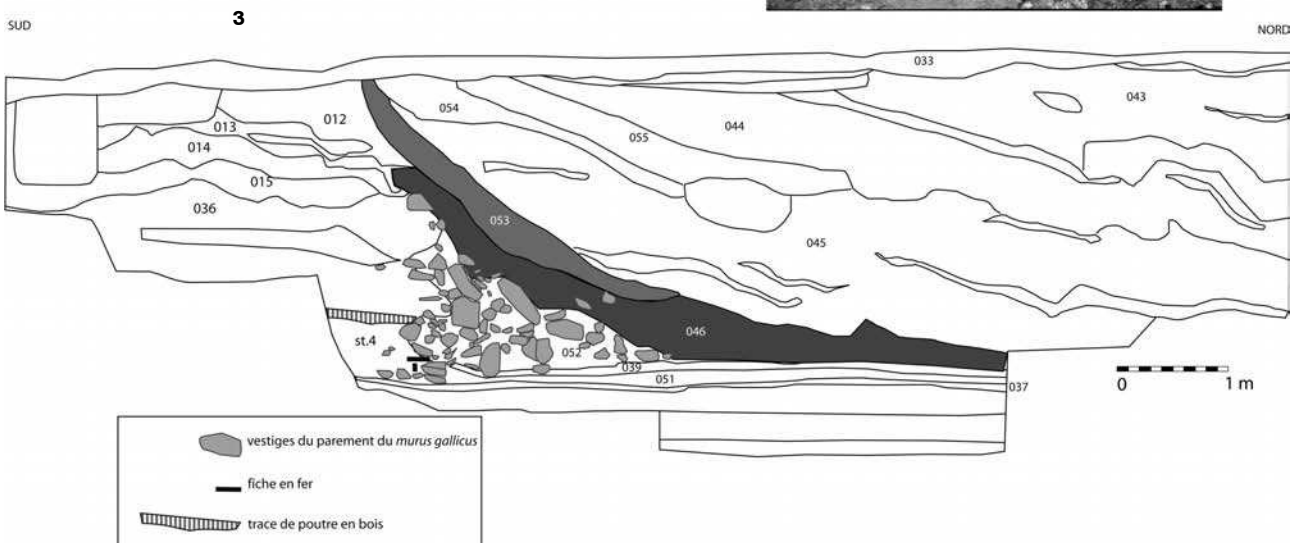 3
SUD
NORD
033
043
054
012
013
044
055
014
015
036
053
045
046
st.4
052
039
051
037
0 1 m
vestiges du parement du murus gallicus
fiche en fer
trace de poutre en bois